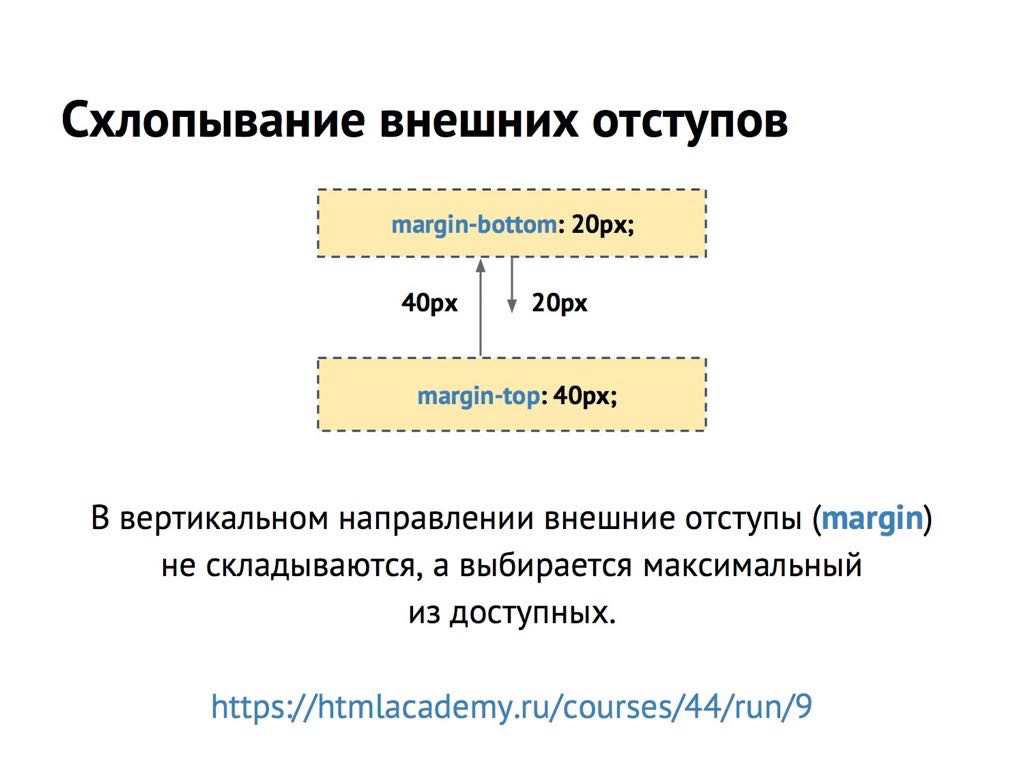 Схлопывание внешних отступов
margin-bottom: 20px;
40px 20px
margin-top: 40px;
В вертикальном направлении внешние отступы (margin)
не складываются, а выбирается максимальный
из доступных.
https://htmlacademy.ru/courses/44/run/9